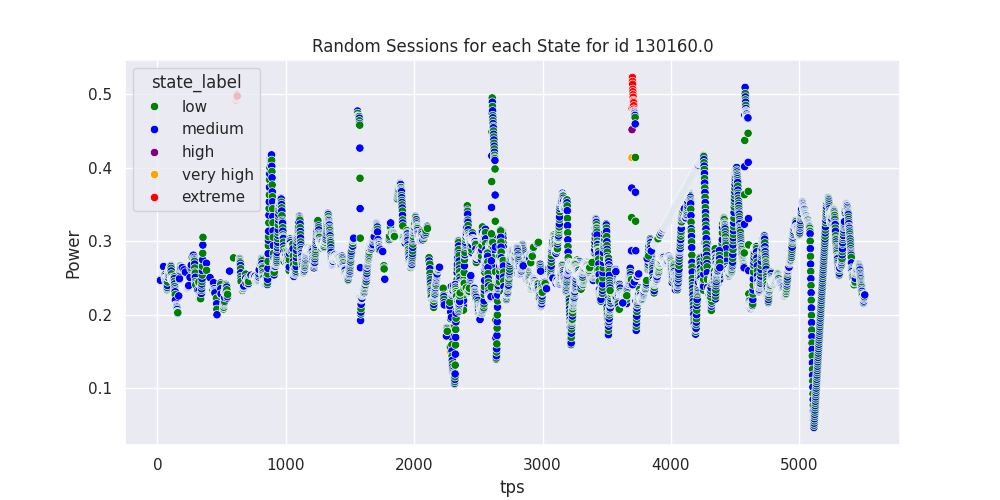 Random Sessions for each State for id 130160.0
state_label
low
medium
high
very high
extreme
Power
0.5
0.4
0.3
0.2
0.1
0 1000 2000 3000 4000 5000
tps